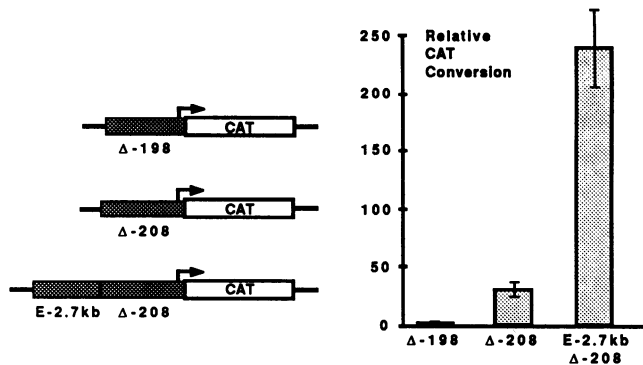 CAT
Δ-198
CAT
Δ-208
CAT
E-2.7kb Δ-208
Relative
CAT
Conversion
250
200
150
100
50
0
Δ-198 Δ-208 E-2.7kb
Δ-208